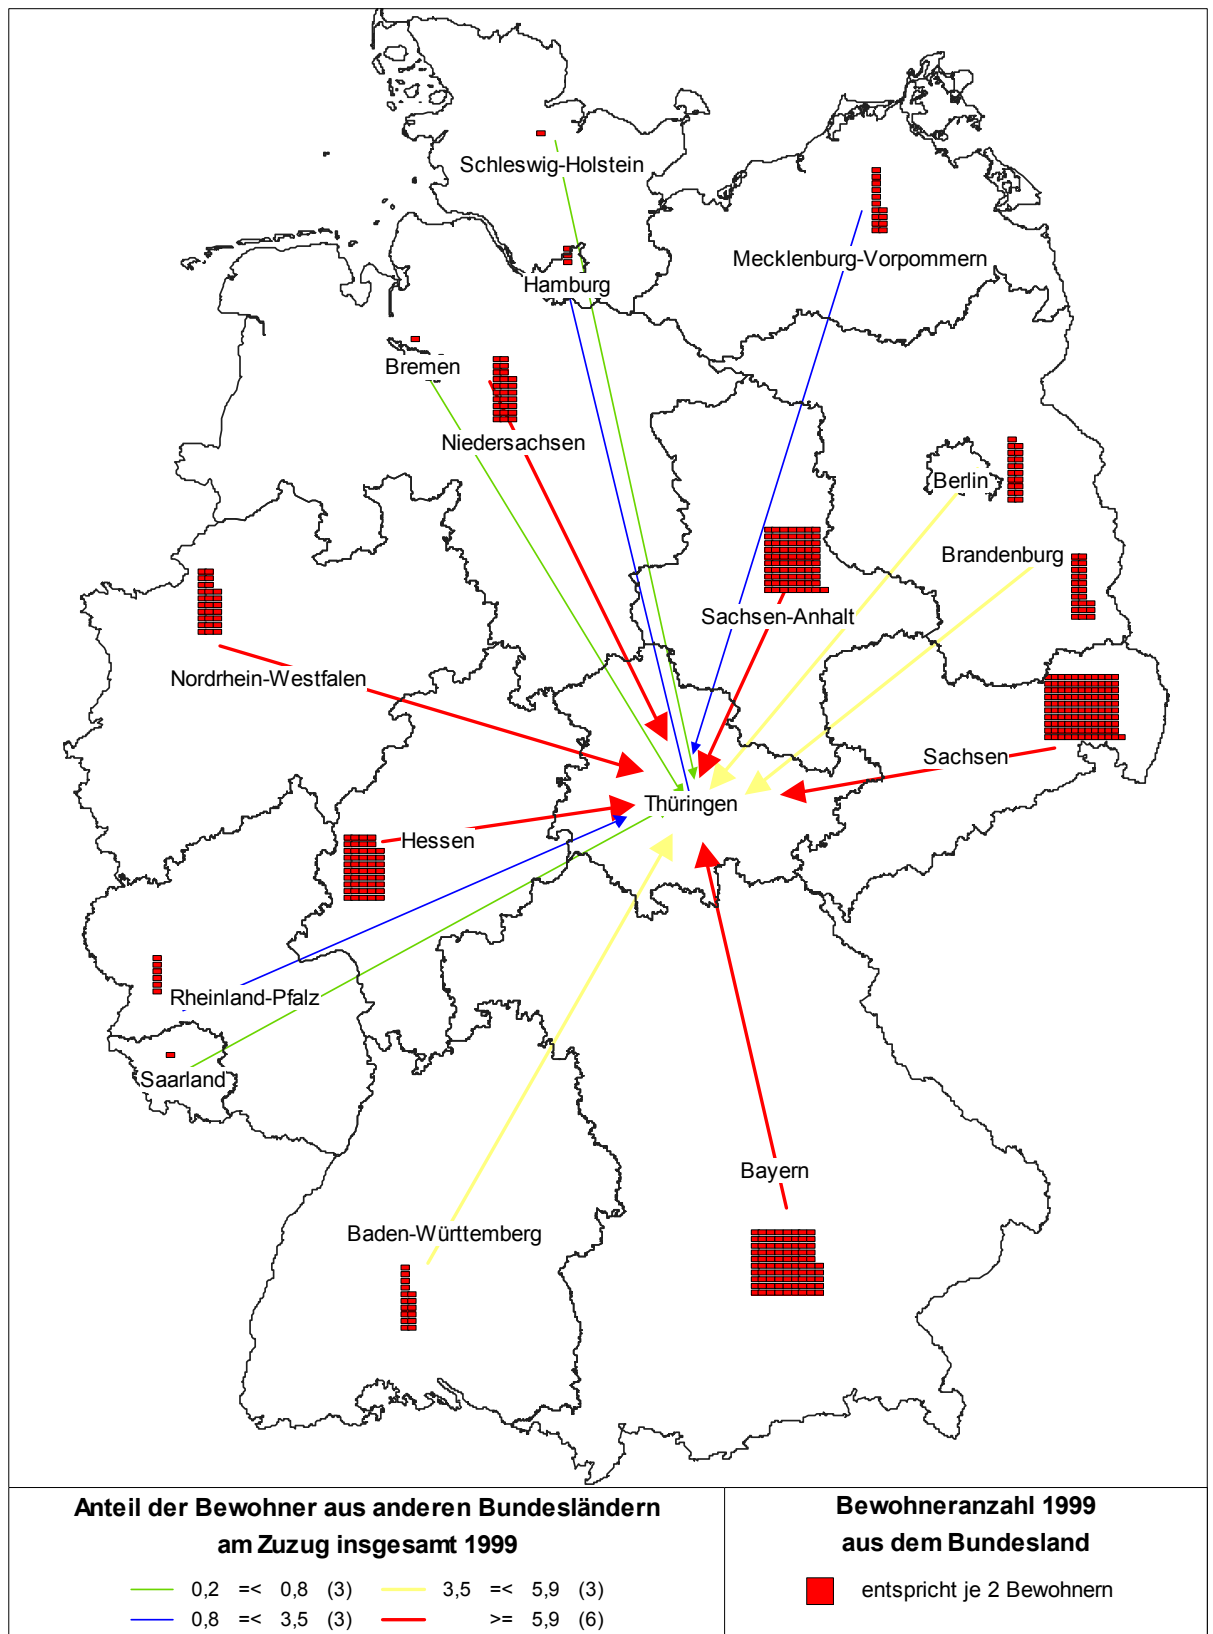 Schleswig-Holstein
Mecklenburg-Vorpommern
Hamburg
Bremen
Niedersachsen
Berlin
Brandenburg
Sachsen-Anhalt
Nordrhein-Westfalen
Sachsen
Thüringen
Hessen
Rheinland-Pfalz
Saarland
Bayern
Baden-Württemberg
Anteil der Bewohner aus anderen Bundesländern
am Zuzug insgesamt 1999
0,2 =< 0,8 (3)
0,8 =< 3,5 (3)
3,5 =< 5,9 (3)
>= 5,9 (6)
Bewohneranzahl 1999
aus dem Bundesland
entspricht je 2 Bewohnern